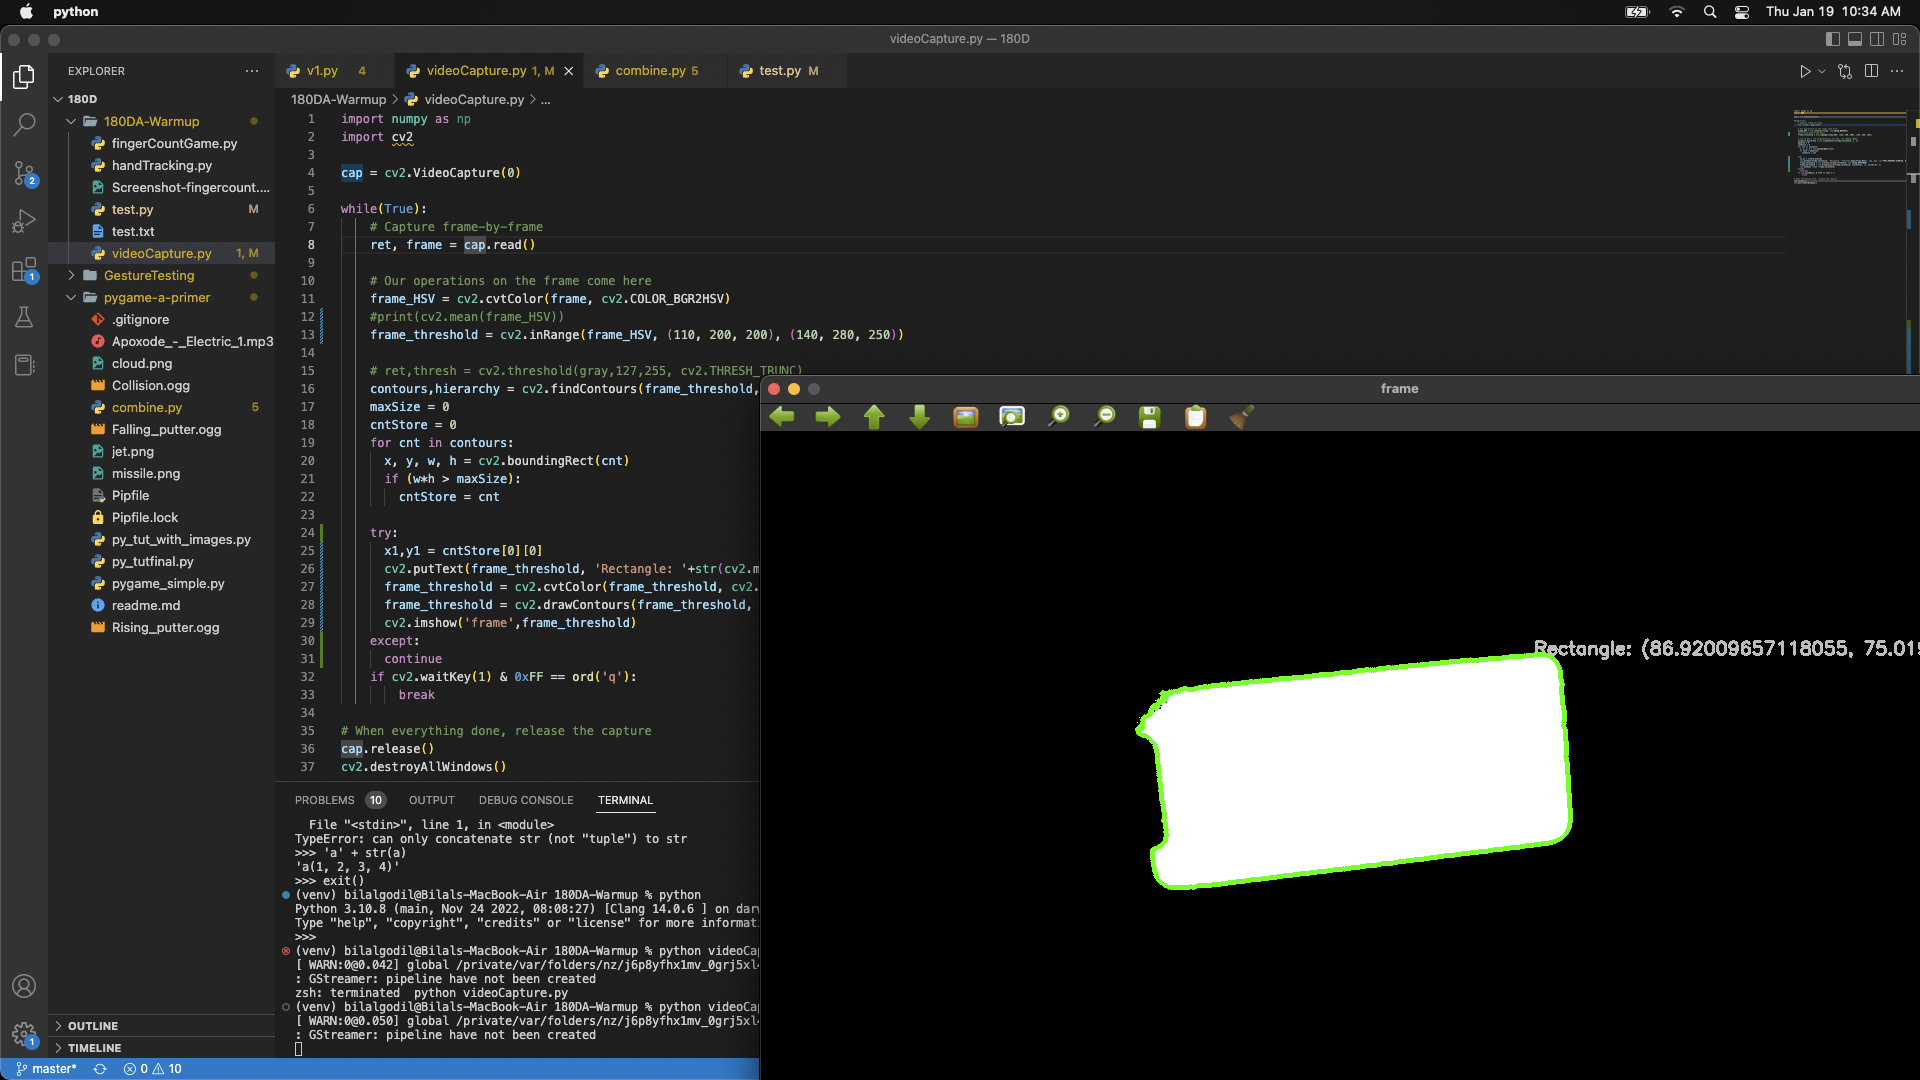 python
Thu Jan 19 10:34 AM
videoCapture.py — 180D
EXPLORER
180D
180DA-Warmup
fingerCountGame.py
handTracking.py
Screenshot-fingercount....
test.py M
test.txt
videoCapture.py 1, M
GestureTesting
pygame-a-primer
.gitignore
Apoxode_-_Electric_1.mp3
cloud.png
Collision.ogg
combine.py 5
Falling_putter.ogg
jet.png
missile.png
Pipfile
Pipfile.lock
py_tut_with_images.py
py_tutfinal.py
pygame_simple.py
readme.md
Rising_putter.ogg
OUTLINE
TIMELINE
2
1
1
master*
0 10
v1.py 4
videoCapture.py 1, M
combine.py 5
test.py M
180DA-Warmup > videoCapture.py > ...
1 import numpy as np
2 import cv2
3
4 cap = cv2.VideoCapture(0)
5
6 while(True):
7 # Capture frame-by-frame
8 ret, frame = cap.read()
9
10 # Our operations on the frame come here
11 frame_HSV = cv2.cvtColor(frame, cv2.COLOR_BGR2HSV)
12 #print(cv2.mean(frame_HSV))
13 frame_threshold = cv2.inRange(frame_HSV, (110, 200, 200), (140, 280, 250))
14
15 # ret,thresh = cv2.threshold(gray,127,255, cv2.THRESH_TRUNC)
16 contours,hierarchy = cv2.findContours(frame_threshold,
17 maxSize = 0
18 cntStore = 0
19 for cnt in contours:
20 x, y, w, h = cv2.boundingRect(cnt)
21 if (w*h > maxSize):
22 cntStore = cnt
23
24 try:
25 x1,y1 = cntStore[0][0]
26 cv2.putText(frame_threshold, 'Rectangle: '+str(cv2.m
27 frame_threshold = cv2.cvtColor(frame_threshold, cv2.
28 frame_threshold = cv2.drawContours(frame_threshold,
29 cv2.imshow('frame',frame_threshold)
30 except:
31 continue
32 if cv2.waitKey(1) & 0xFF == ord('q'):
33 break
34
35 # When everything done, release the capture
36 cap.release()
37 cv2.destroyAllWindows()
PROBLEMS 10 OUTPUT DEBUG CONSOLE TERMINAL
File "<stdin>", line 1, in <module>
TypeError: can only concatenate str (not "tuple") to str
>>> 'a' + str(a)
'a(1, 2, 3, 4)'
>>> exit()
(venv) bilalgodil@Bilals-MacBook-Air 180DA-Warmup % python
Python 3.10.8 (main, Nov 24 2022, 08:08:27) [Clang 14.0.6 ] on dar
Type "help", "copyright", "credits" or "license" for more informat
>>>
(venv) bilalgodil@Bilals-MacBook-Air 180DA-Warmup % python videoCap
[ WARN:0@0.042] global /private/var/folders/nz/j6p8yfhx1mv_0grj5xl
: GStreamer: pipeline have not been created
zsh: terminated python videoCapture.py
(venv) bilalgodil@Bilals-MacBook-Air 180DA-Warmup % python videoCap
[ WARN:0@0.050] global /private/var/folders/nz/j6p8yfhx1mv_0grj5xl
: GStreamer: pipeline have not been created
frame
Rectangle: (86.92009657118055, 75.019